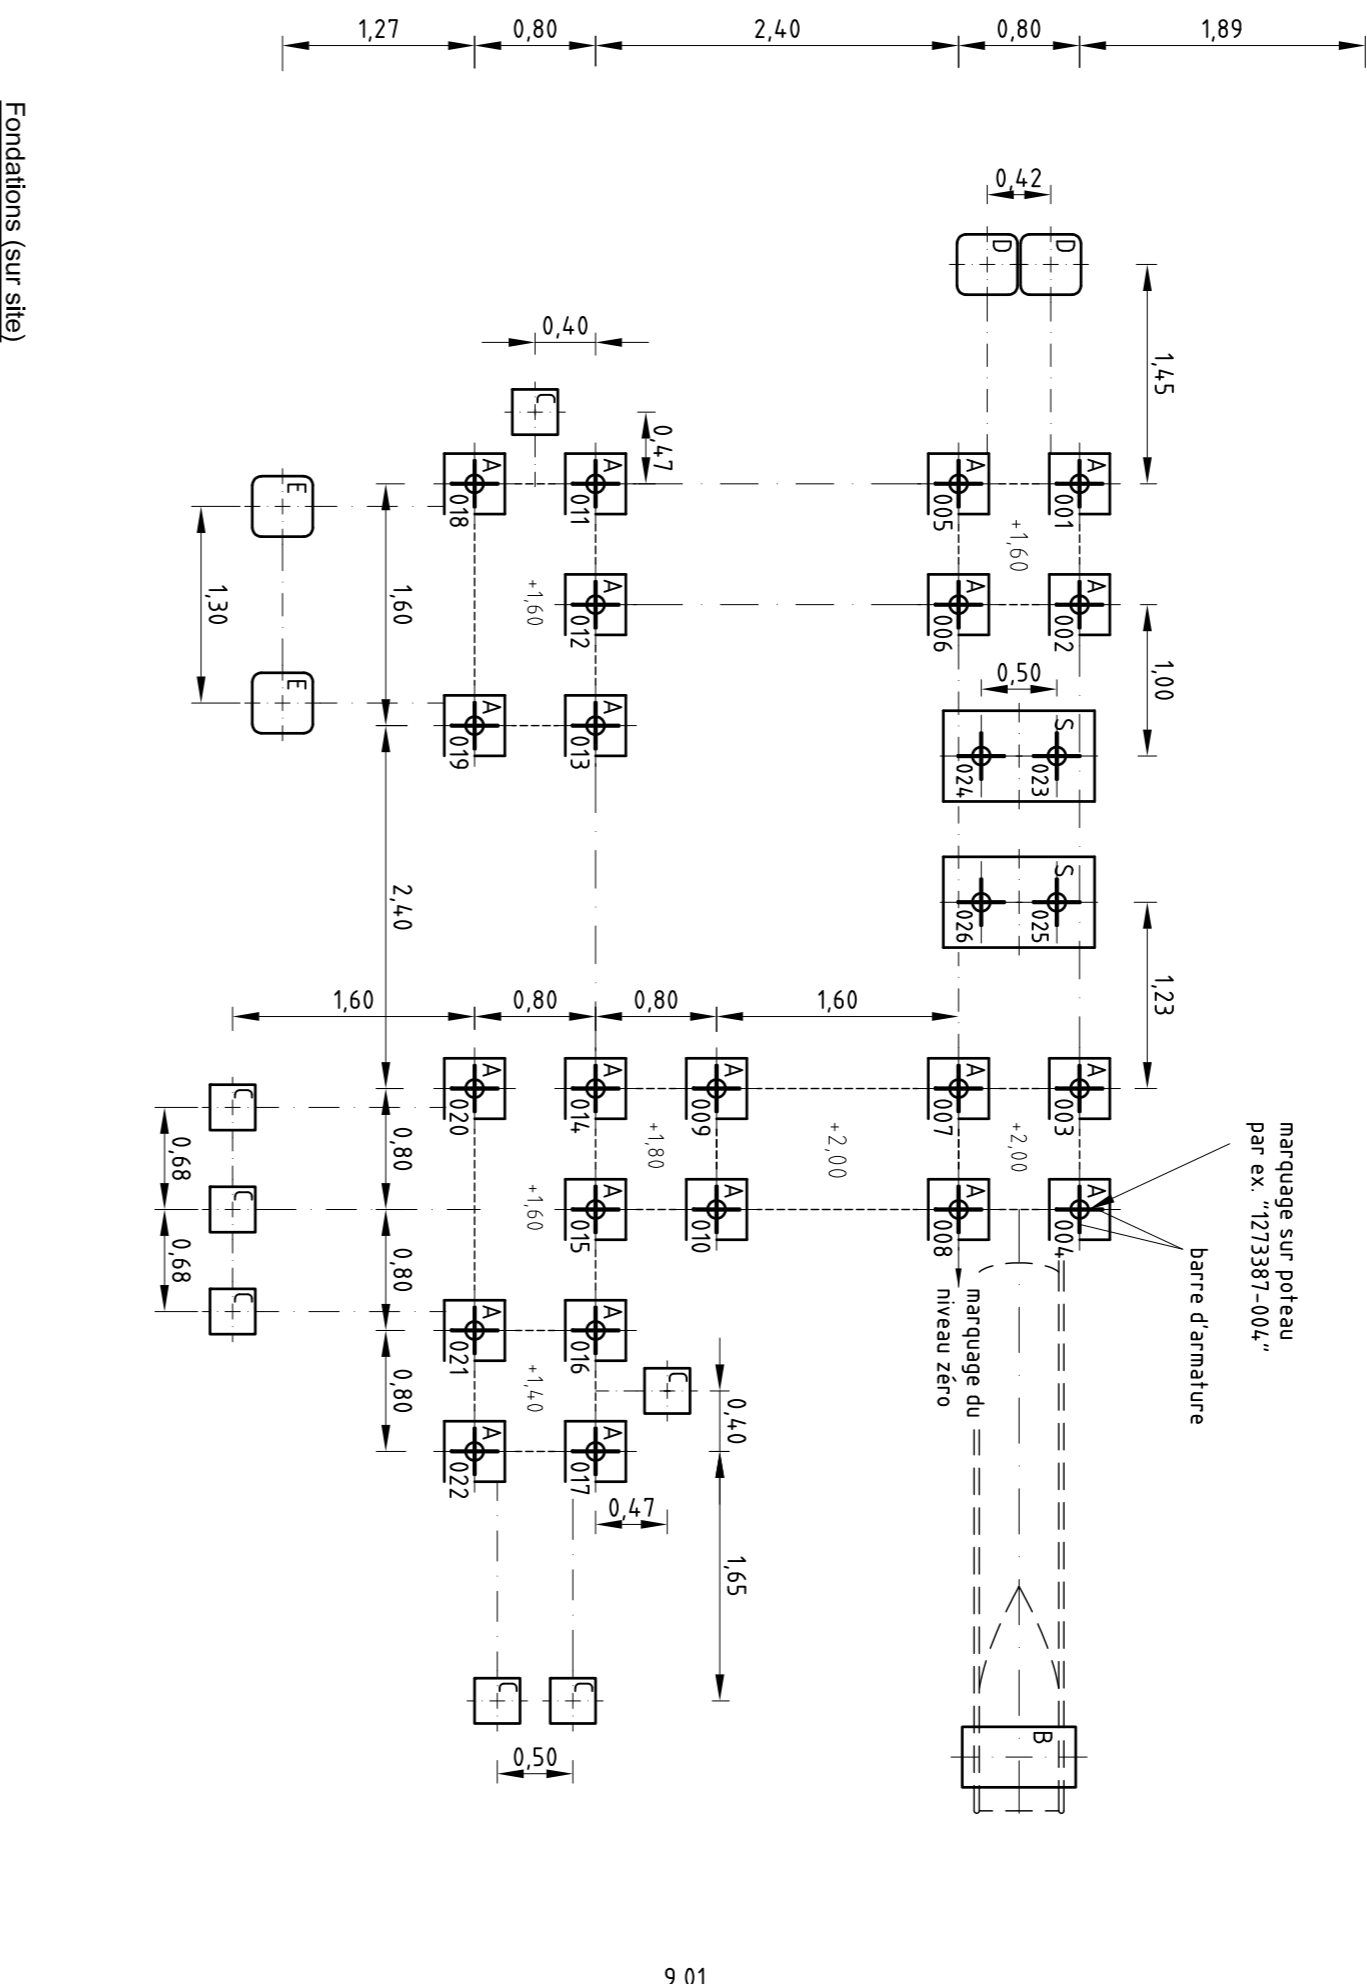 1,27
0,80
2,40
0,80
1,89
Fondations (sur site)
0,42
D
D
1,45
0,40
C
0,47
A
018
A
011
A
005
A
001
+1,60
E
1,30
E
1,60
+1,60
A
012
A
006
A
002
1,00
0,50
A
019
A
013
S
024
023
2,40
S
026
025
1,23
1,60
0,80
0,80
1,60
A
020
A
014
A
009
A
007
A
003
C
0,68
C
0,68
C
0,80
+1,80
+2,00
+2,00
marquage sur poteau
par ex. "1273387-004"
+1,60
A
015
A
010
A
008
A
004
barre d'armature
0,80
marquage du
niveau zéro
A
021
A
016
+1,40
C
0,40
0,80
A
022
A
017
0,47
1,65
C
C
0,50
B
9,01